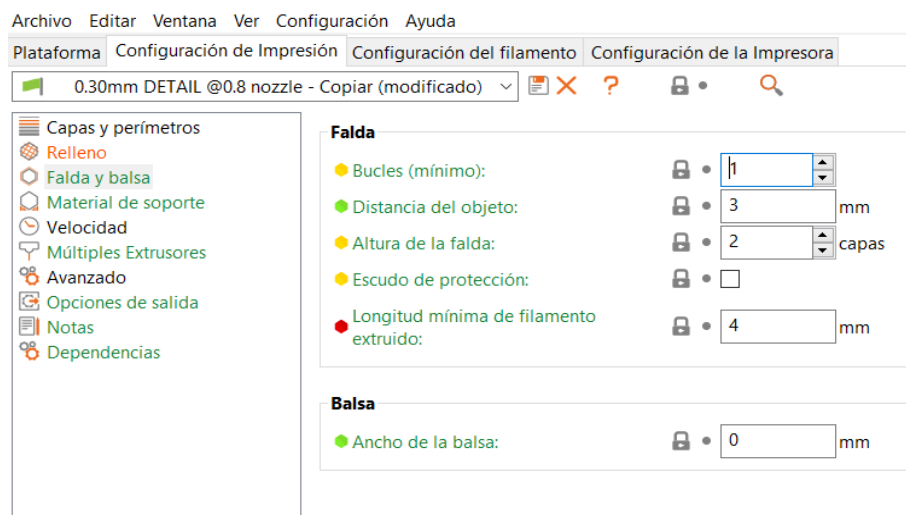 Archivo Editar Ventana Ver Configuración Ayuda
Plataforma Configuración de Impresión Configuración del filamento Configuración de la Impresora
0.30mm DETAIL @0.8 nozzle - Copiar (modificado) ?
Capas y perímetros
Relleno
Falda y balsa
Material de soporte
Velocidad
Múltiples Extrusores
Avanzado
Opciones de salida
Notas
Dependencias
Falda
Bucles (mínimo): 1
Distancia del objeto: 3 mm
Altura de la falda: 2 capas
Escudo de protección:
Longitud mínima de filamento
extruido: 4 mm
Balsa
Ancho de la balsa: 0 mm